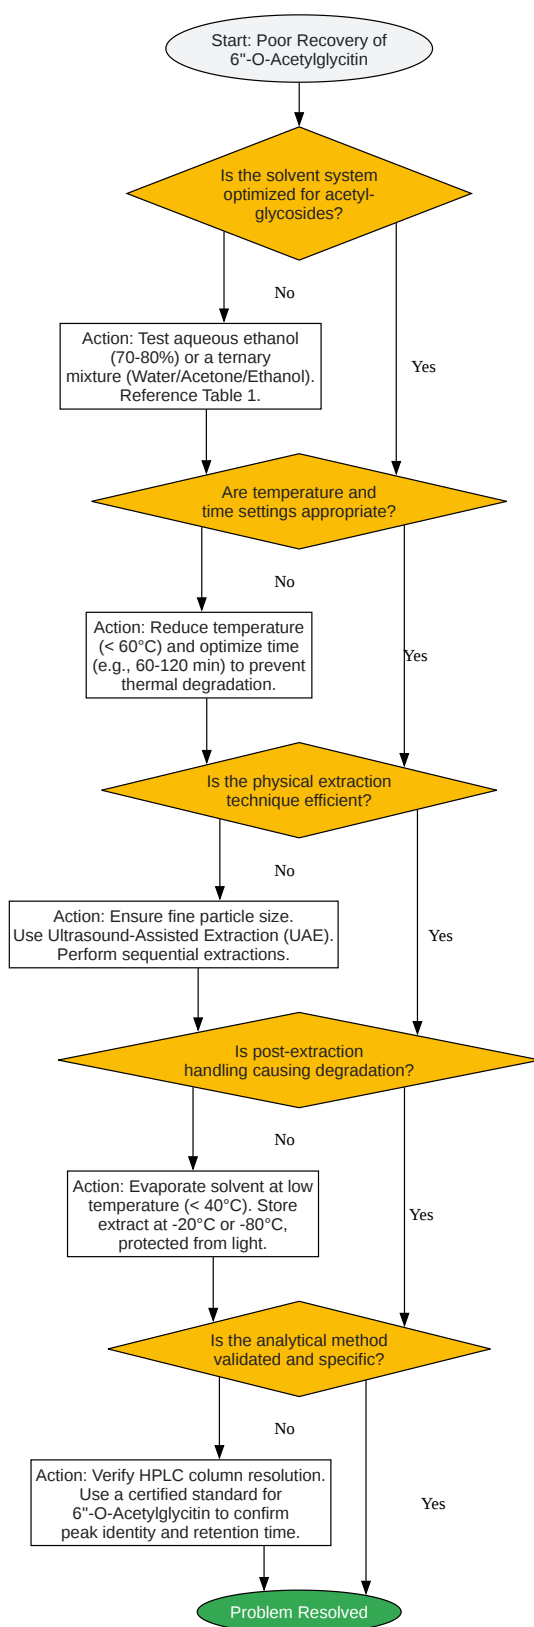 Start: Poor Recovery of
6"-O-Acetylglycitin
Is the solvent system
optimized for acetyl-
glycosides?
No
Yes
Action: Test aqueous ethanol
(70-80%) or a ternary
mixture (Water/Acetone/Ethanol).
Reference Table 1.
Are temperature and
time settings appropriate?
No
Yes
Action: Reduce temperature
(< 60°C) and optimize time
(e.g., 60-120 min) to prevent
thermal degradation.
Is the physical extraction
technique efficient?
No
Yes
Action: Ensure fine particle size.
Use Ultrasound-Assisted Extraction (UAE).
Perform sequential extractions.
Is post-extraction
handling causing degradation?
No
Yes
Action: Evaporate solvent at low
temperature (< 40°C). Store
extract at -20°C or -80°C,
protected from light.
Is the analytical method
validated and specific?
No
Yes
Action: Verify HPLC column resolution.
Use a certified standard for
6"-O-Acetylglycitin to confirm
peak identity and retention time.
Problem Resolved